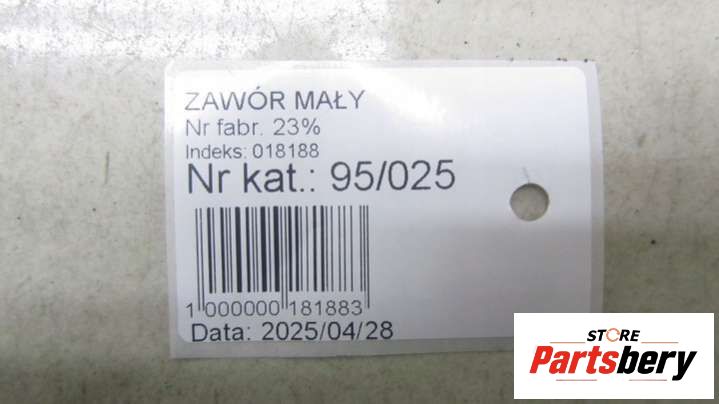 ZAWÓR MAŁY
Nr fabr. 23%
Indeks: 018188
Nr kat.: 95/025
1 000000 181883
Data: 2025/04/28
STORE
Partsbery